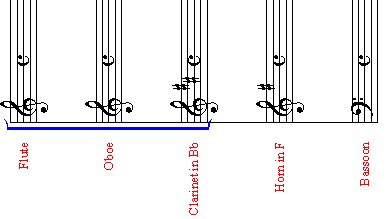 Flute
Oboe
Clarinet in Bb
Horn in F
Bassoon